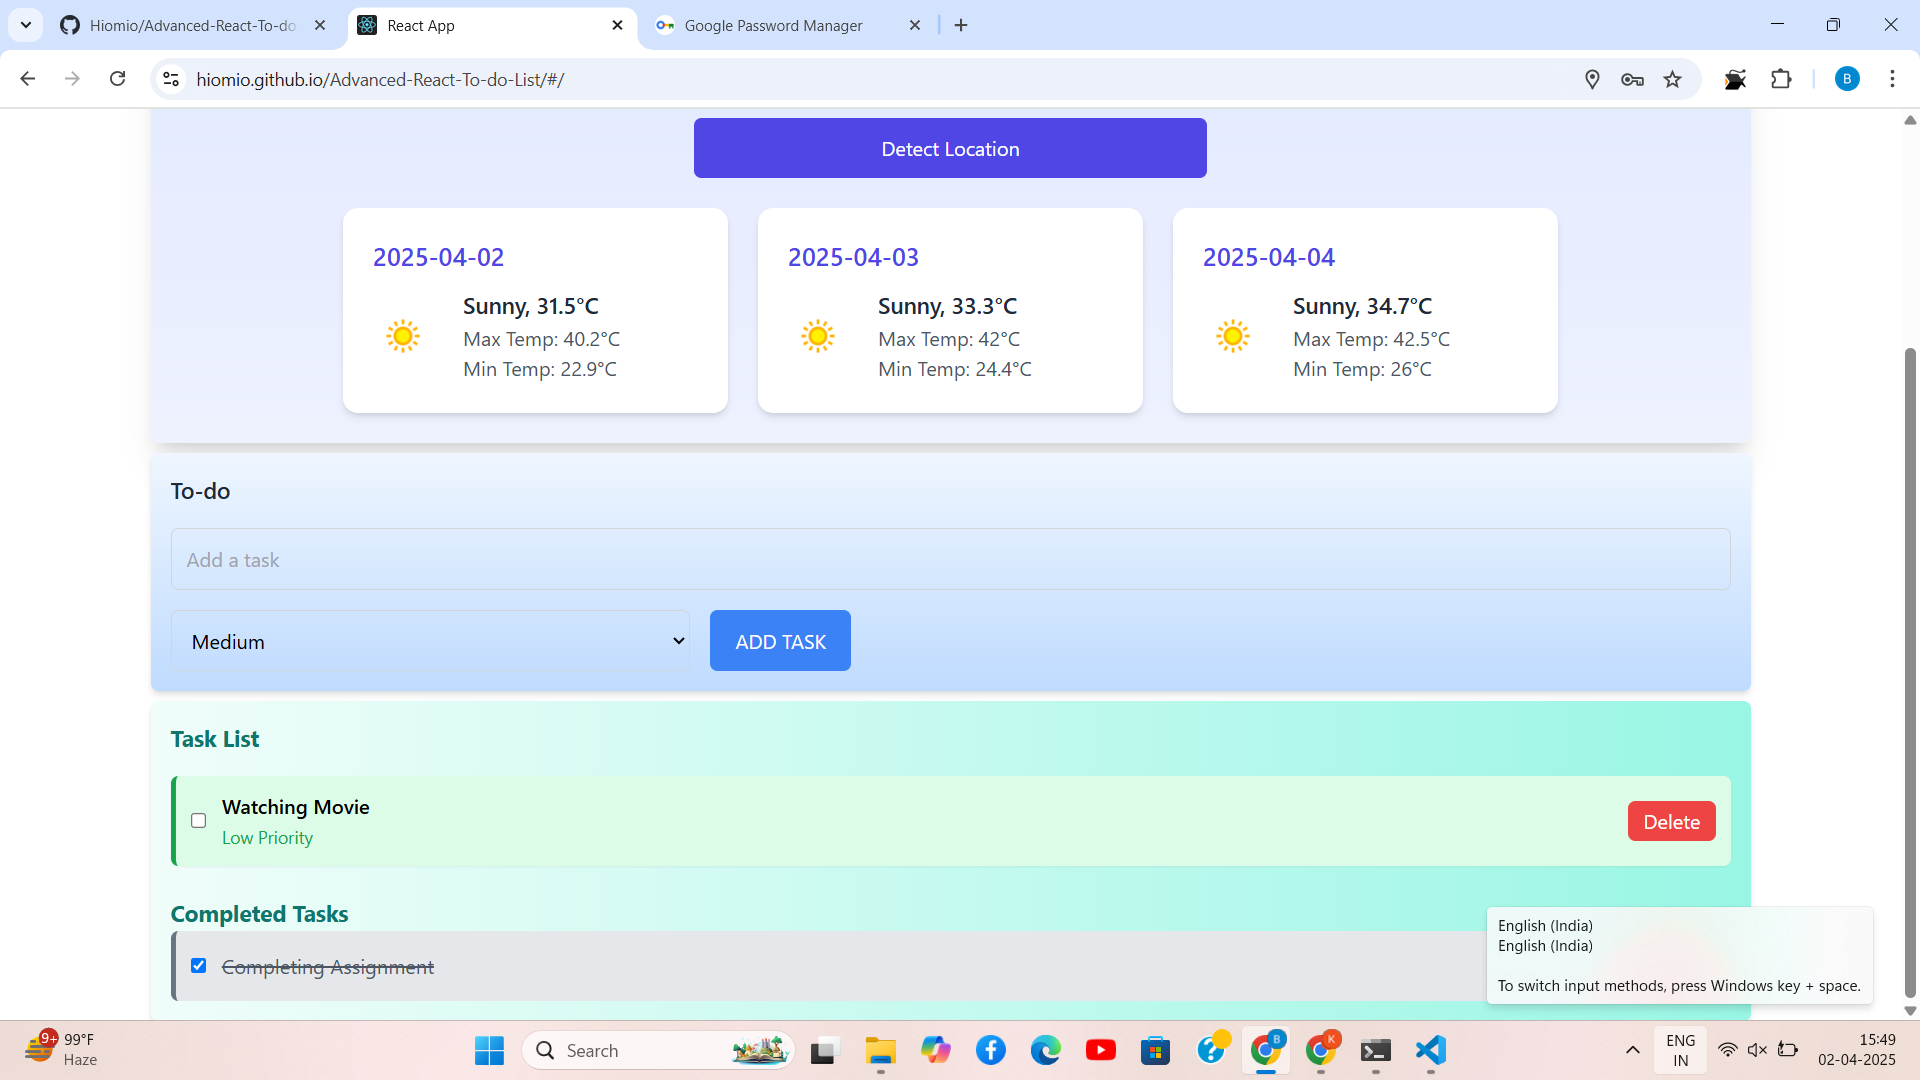 Hiomio/Advanced-React-To-do
React App
Google Password Manager
hiomio.github.io/Advanced-React-To-do-List/#/
B
Detect Location
2025-04-02
Sunny, 31.5°C
Max Temp: 40.2°C
Min Temp: 22.9°C
2025-04-03
Sunny, 33.3°C
Max Temp: 42°C
Min Temp: 24.4°C
2025-04-04
Sunny, 34.7°C
Max Temp: 42.5°C
Min Temp: 26°C
To-do
Add a task
Medium
ADD TASK
Task List
Watching Movie
Low Priority
Delete
Completed Tasks
Completing Assignment
English (India)
English (India)
To switch input methods, press Windows key + space.
9+
99°F
Haze
Search
B
K
ENG
IN
15:49
02-04-2025